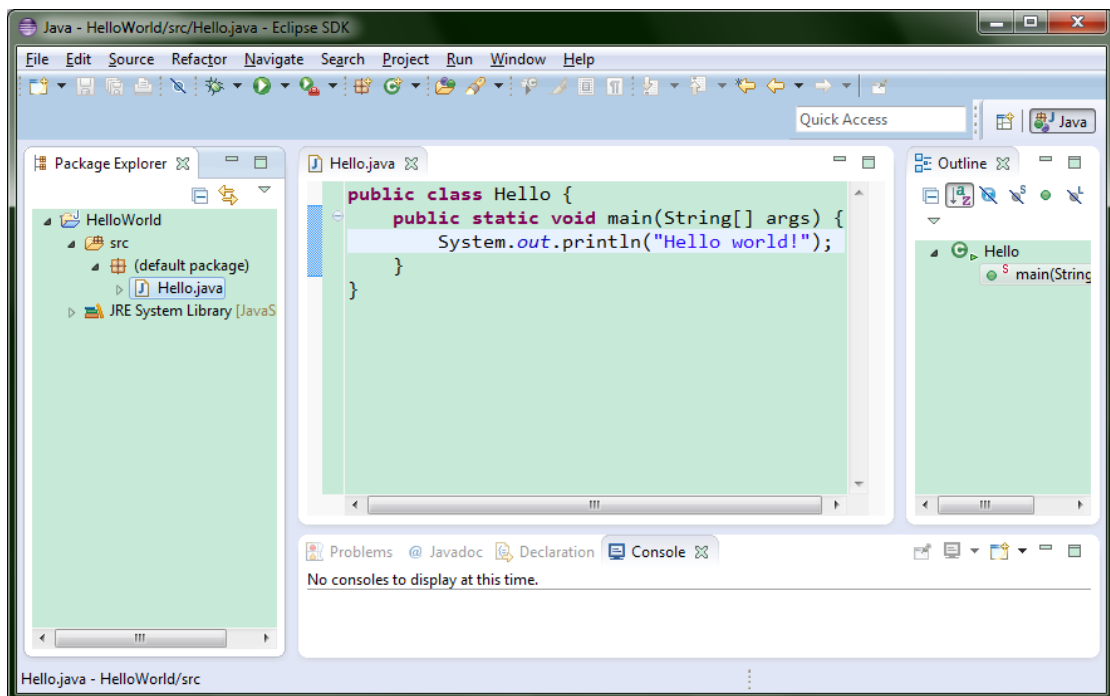 Java - HelloWorld/src/Hello.java - Eclipse SDK
File Edit Source Refactor Navigate Search Project Run Window Help
Quick Access
Java
Package Explorer
HelloWorld
src
(default package)
Hello.java
JRE System Library [JavaS
Hello.java
public class Hello {
public static void main(String[] args) {
System.out.println("Hello world!");
}
}
Outline
Hello
main(String
Problems @ Javadoc Declaration Console
No consoles to display at this time.
Hello.java - HelloWorld/src